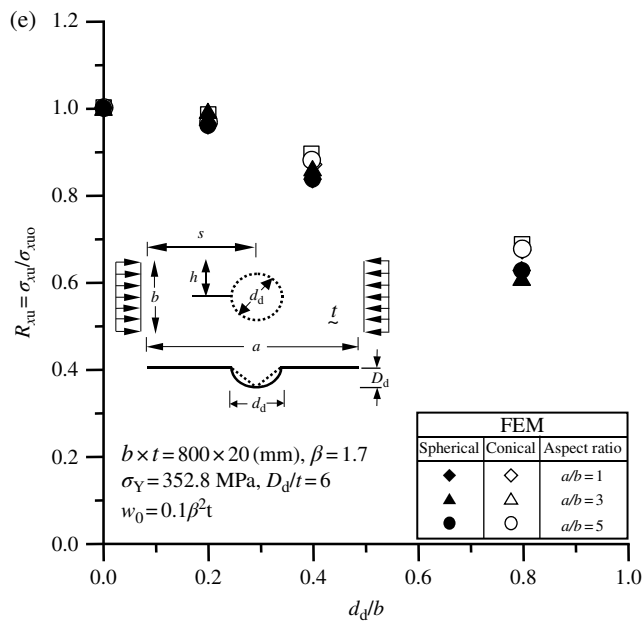 (e)
1.2
1.0
0.8
0.6
0.4
0.2
0.0
R_xu = σ_xu/σ_xuo
s
h
b
d_d
t
a
D_d
d_d
b × t = 800 × 20 (mm), β = 1.7
σ_Y = 352.8 MPa, D_d/t = 6
w_0 = 0.1β²t
FEM
Spherical Conical Aspect ratio
a/b = 1
a/b = 3
a/b = 5
0.0 0.2 0.4 0.6 0.8 1.0
d_d/b